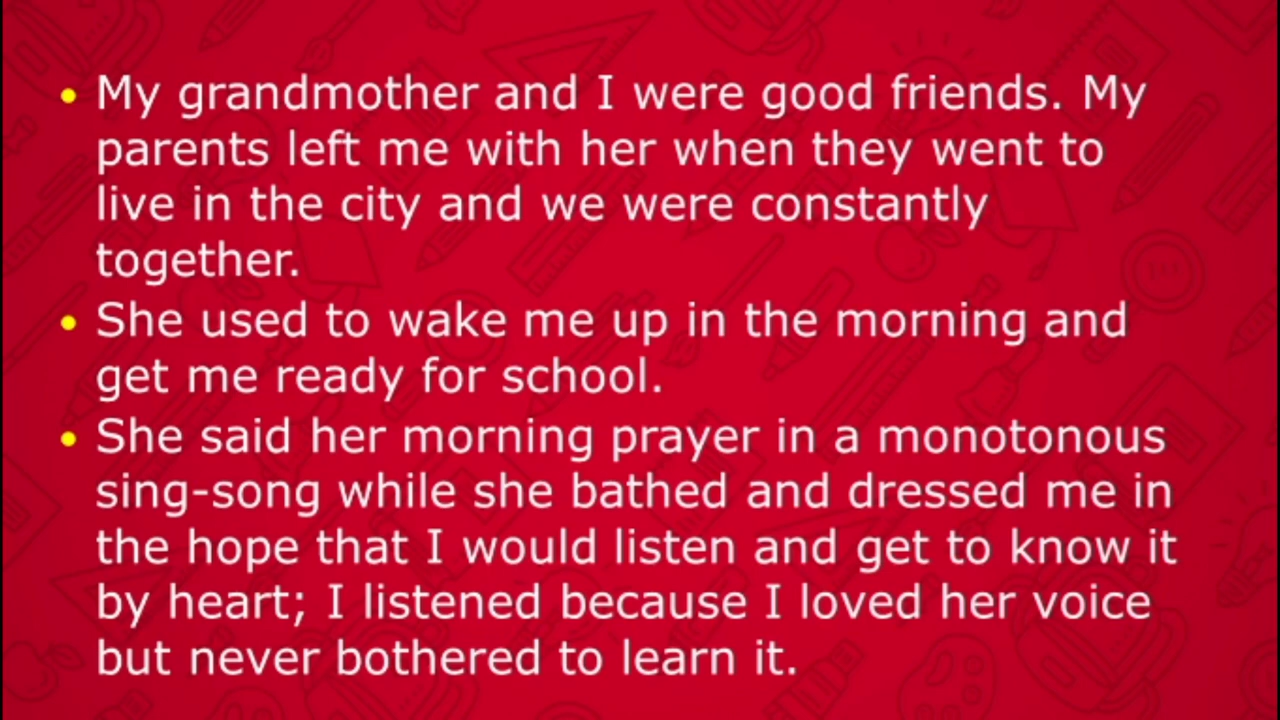 • My grandmother and I were good friends. My
parents left me with her when they went to
live in the city and we were constantly
together.
• She used to wake me up in the morning and
get me ready for school.
• She said her morning prayer in a monotonous
sing-song while she bathed and dressed me in
the hope that I would listen and get to know it
by heart; I listened because I loved her voice
but never bothered to learn it.